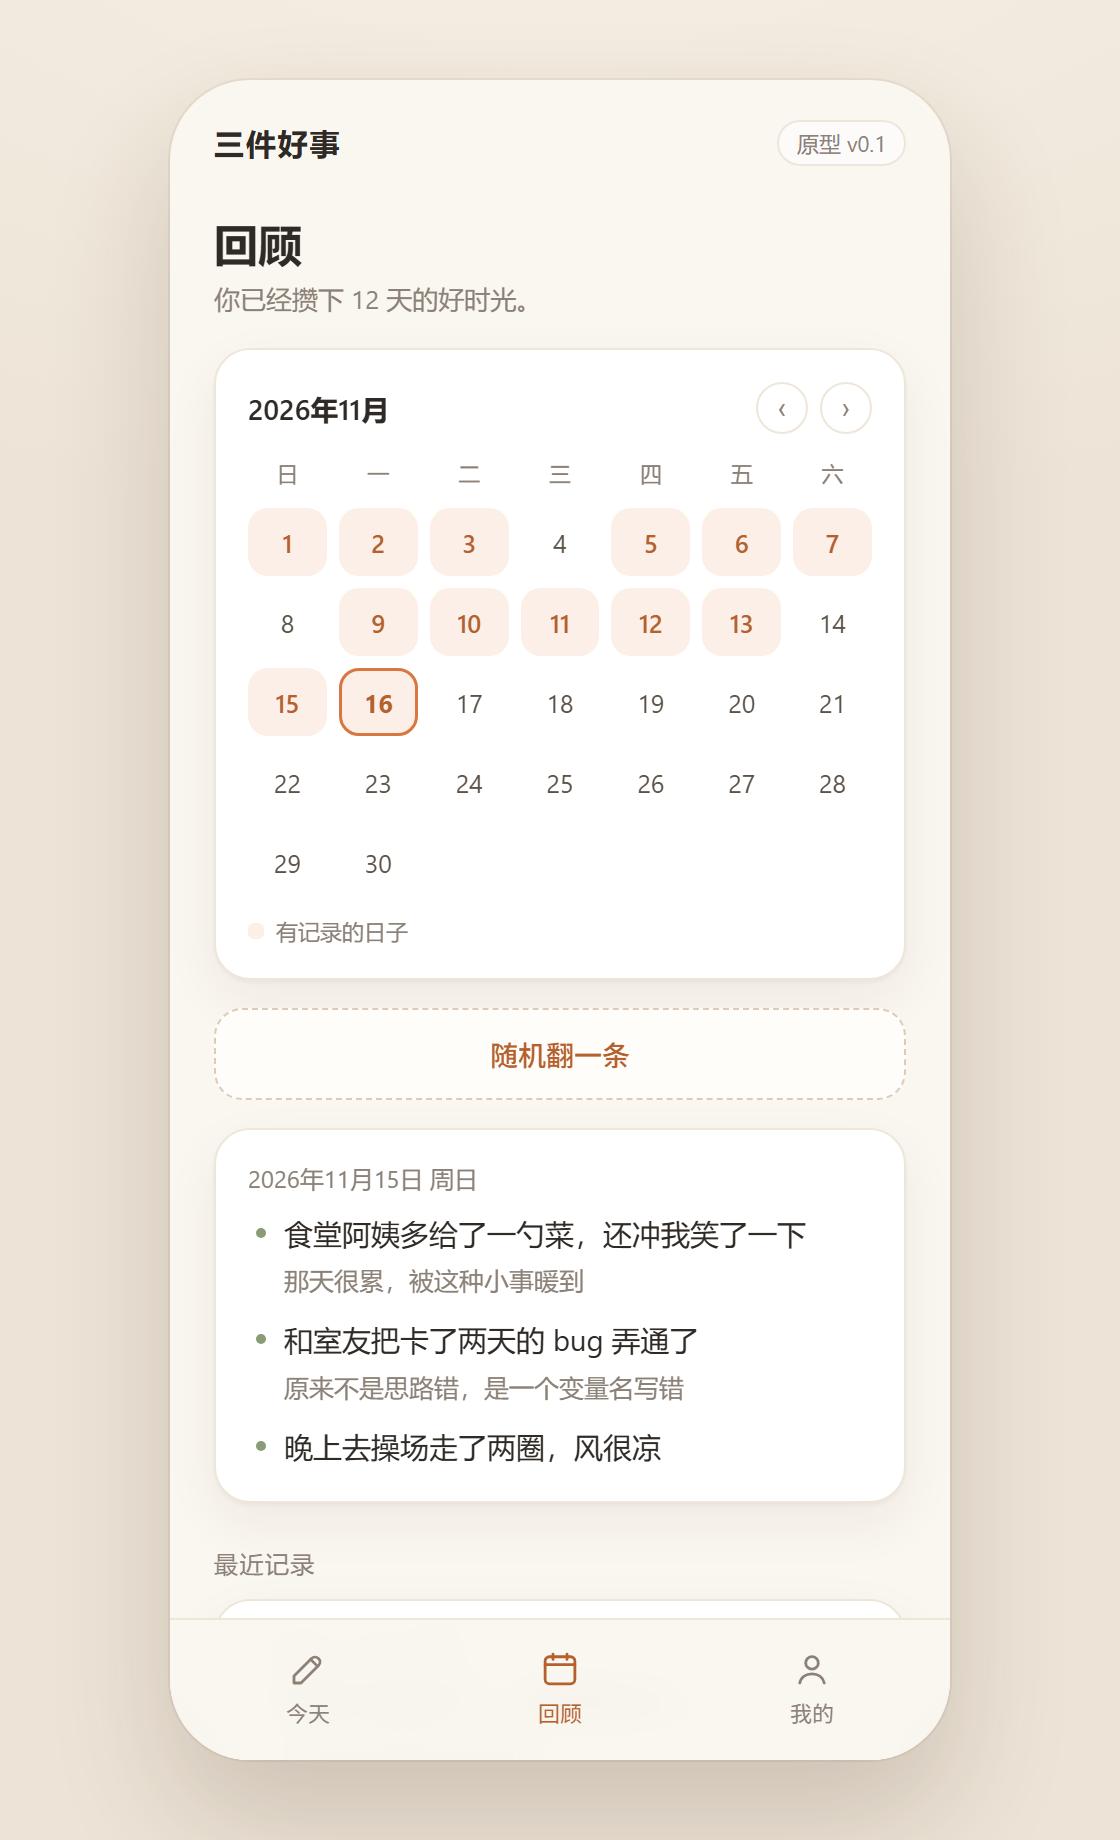 三件好事
原型 v0.1
回顾
你已经攒下 12 天的好时光。
2026年11月
‹ ›
日 一 二 三 四 五 六
1 2 3 4 5 6 7
8 9 10 11 12 13 14
15 16 17 18 19 20 21
22 23 24 25 26 27 28
29 30
有记录的日子
随机翻一条
2026年11月15日 周日
食堂阿姨多给了一勺菜，还冲我笑了一下
那天很累，被这种小事暖到
和室友把卡了两天的 bug 弄通了
原来不是思路错，是一个变量名写错
晚上去操场走了两圈，风很凉
最近记录
今天 回顾 我的